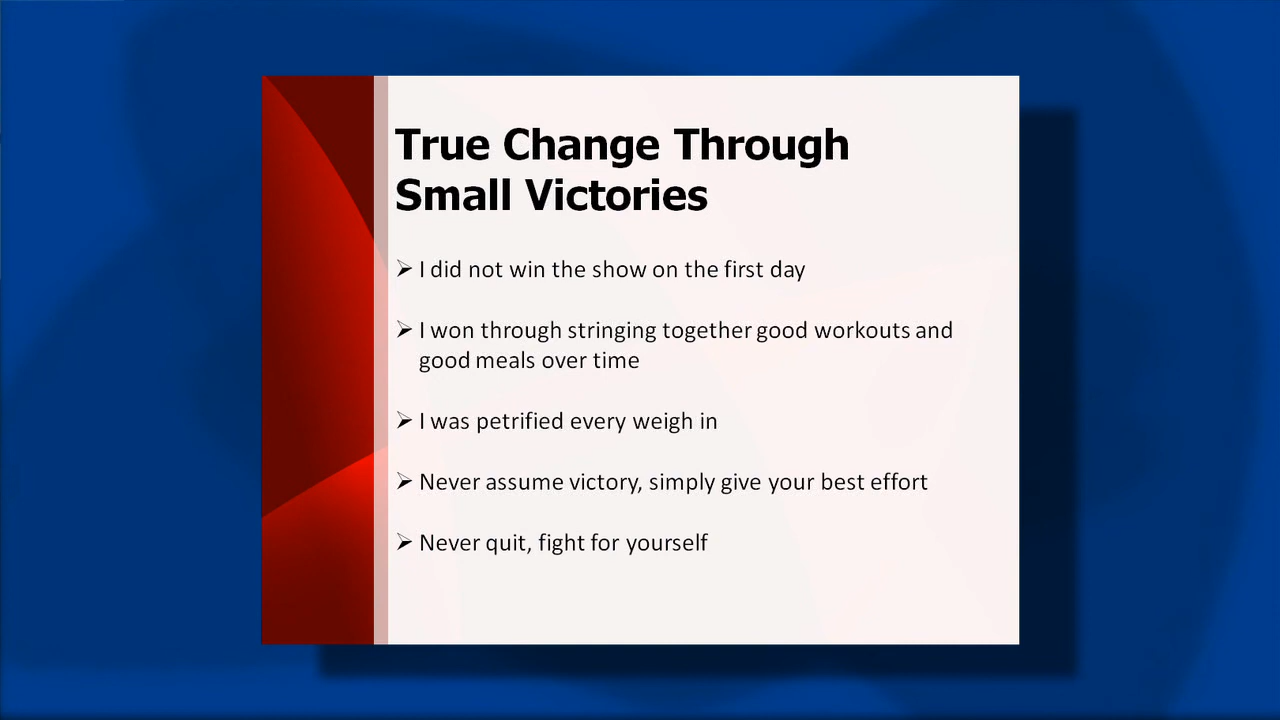 True Change Through
Small Victories
➢ I did not win the show on the first day
➢ I won through stringing together good workouts and
good meals over time
➢ I was petrified every weigh in
➢ Never assume victory, simply give your best effort
➢ Never quit, fight for yourself